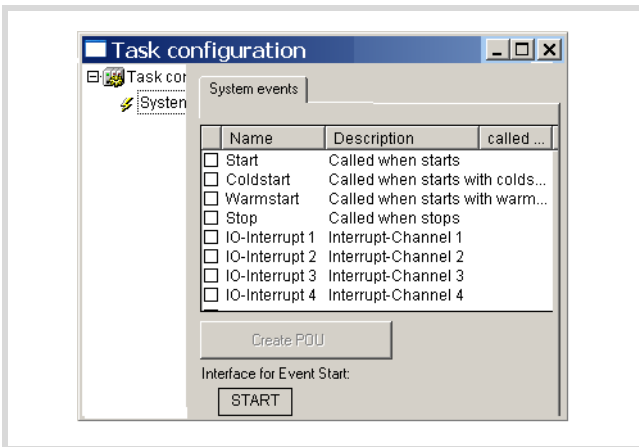 Task configuration
Task cor
System
System events
Name Description called ...
Start Called when starts
Coldstart Called when starts with colds...
Warmstart Called when starts with warm...
Stop Called when stops
IO-Interrupt 1 Interrupt-Channel 1
IO-Interrupt 2 Interrupt-Channel 2
IO-Interrupt 3 Interrupt-Channel 3
IO-Interrupt 4 Interrupt-Channel 4
Create POU
Interface for Event Start:
START